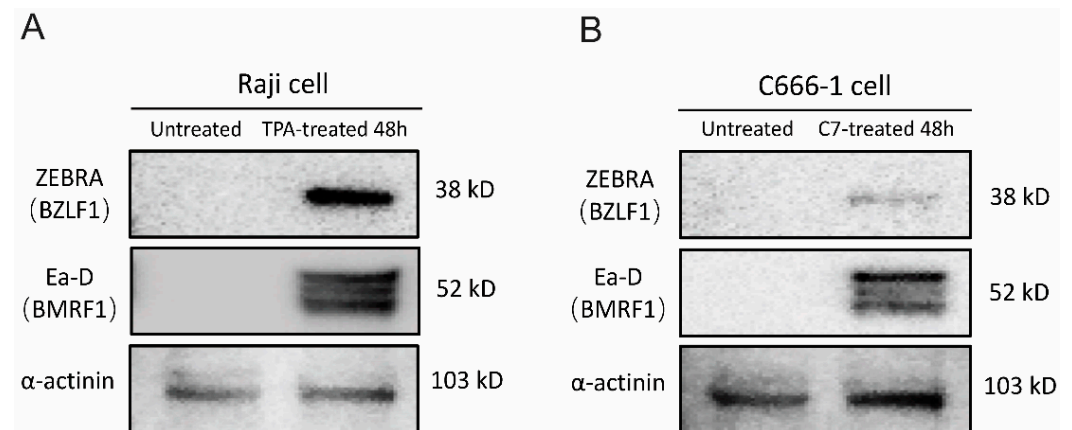 A
Raji cell
Untreated TPA-treated 48h
ZEBRA
(BZLF1)
38 kD
Ea-D
(BMRF1)
52 kD
α-actinin
103 kD
B
C666-1 cell
Untreated C7-treated 48h
ZEBRA
(BZLF1)
38 kD
Ea-D
(BMRF1)
52 kD
α-actinin
103 kD